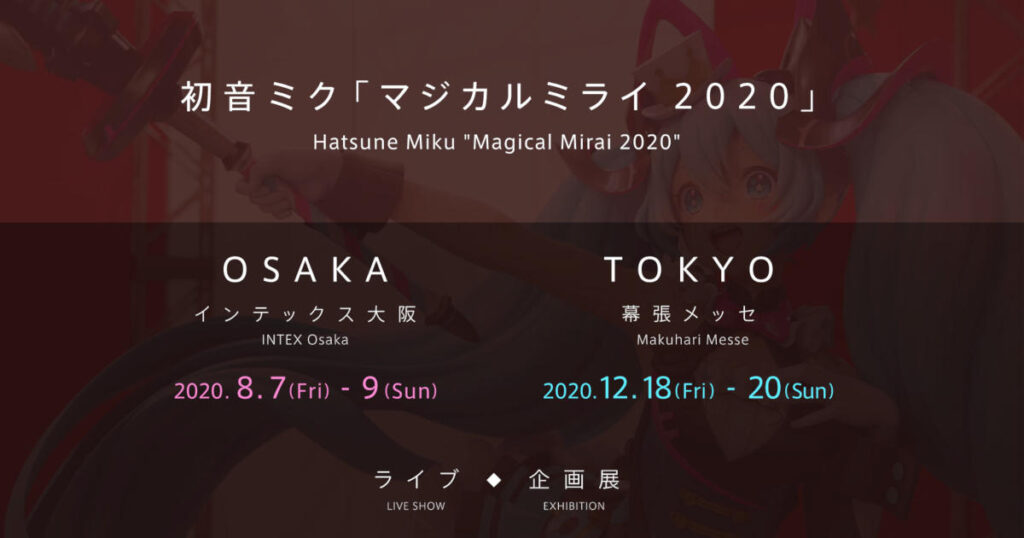 初音ミク「マジカルミライ 2020」
Hatsune Miku "Magical Mirai 2020"
OSAKA
インテックス大阪
INTEX Osaka
2020. 8.7(Fri) - 9(Sun)
TOKYO
幕張メッセ
Makuhari Messe
2020.12.18(Fri) - 20(Sun)
ライブ ◆ 企画展
LIVE SHOW EXHIBITION